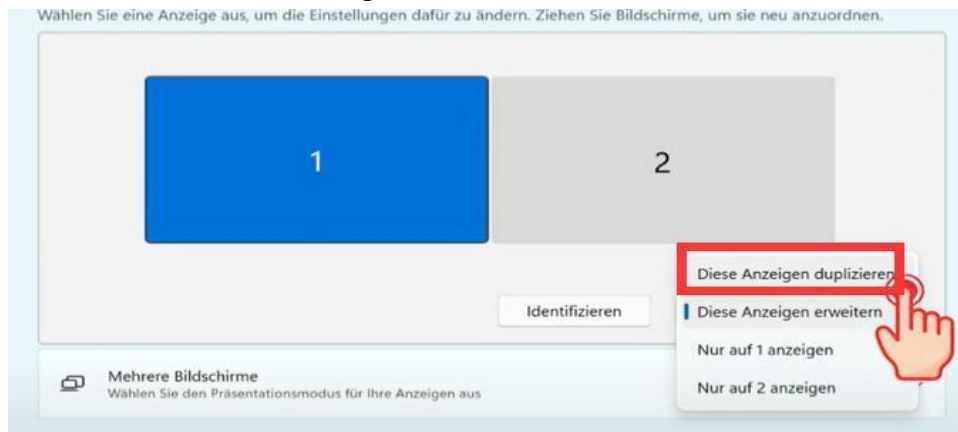 Wählen Sie eine Anzeige aus, um die Einstellungen dafür zu ändern. Ziehen Sie Bildschirme, um sie neu anzuordnen.
1
2
Diese Anzeigen duplizieren
Identifizieren
Diese Anzeigen erweitern
Nur auf 1 anzeigen
Mehrere Bildschirme
Wählen Sie den Präsentationsmodus für Ihre Anzeigen aus
Nur auf 2 anzeigen